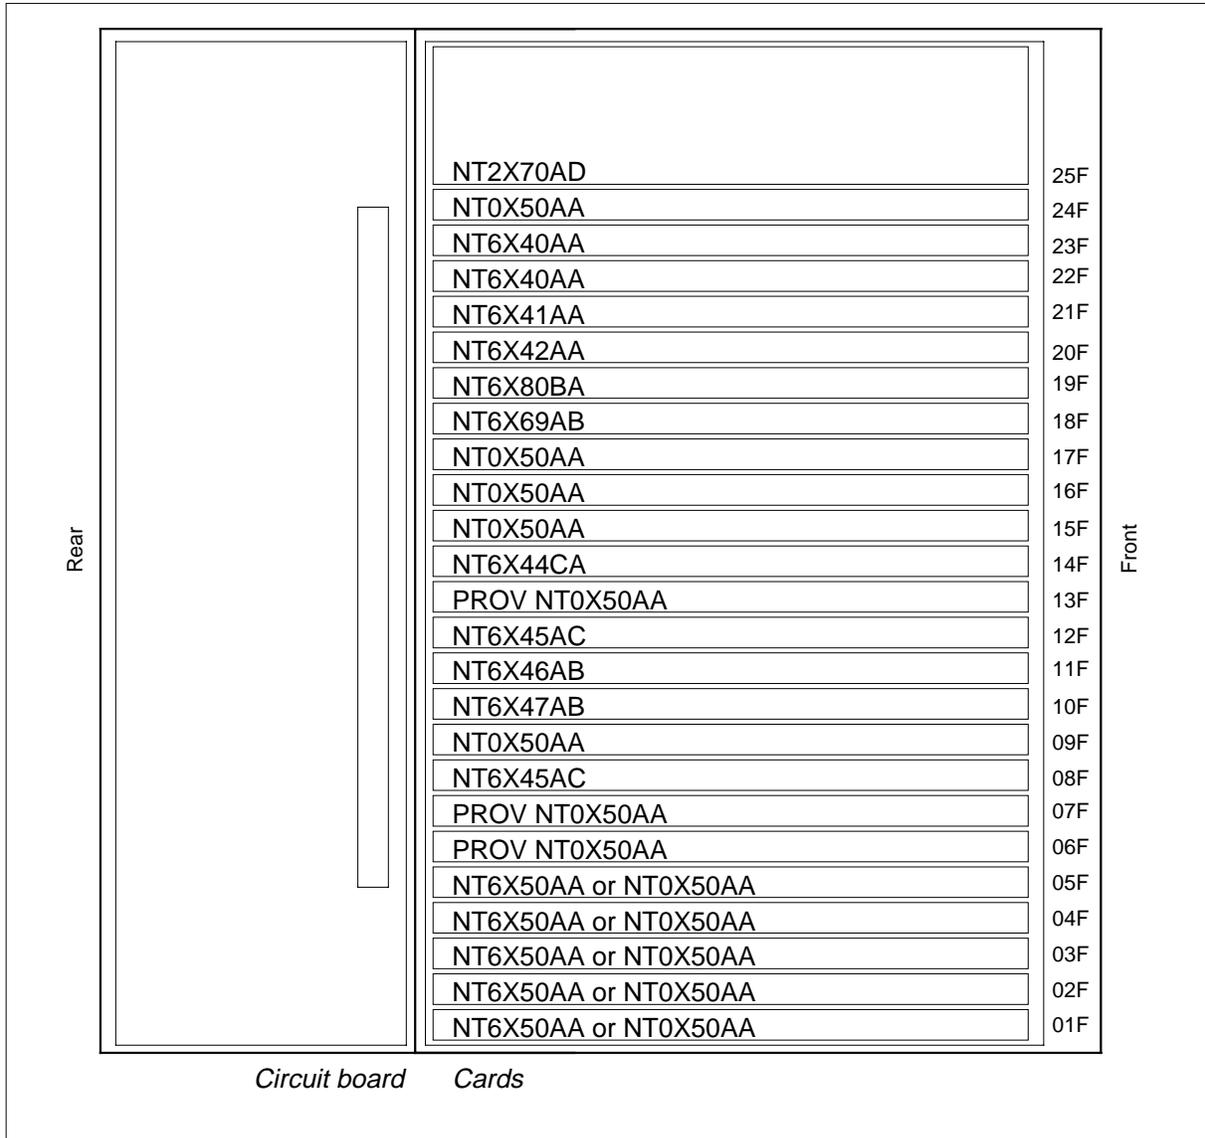 NT2X70AD 25F
NT0X50AA 24F
NT6X40AA 23F
NT6X40AA 22F
NT6X41AA 21F
NT6X42AA 20F
NT6X80BA 19F
NT6X69AB 18F
NT0X50AA 17F
NT0X50AA 16F
NT0X50AA 15F
Rear
NT6X44CA 14F
Front
PROV NT0X50AA 13F
NT6X45AC 12F
NT6X46AB 11F
NT6X47AB 10F
NT0X50AA 09F
NT6X45AC 08F
PROV NT0X50AA 07F
PROV NT0X50AA 06F
NT6X50AA or NT0X50AA 05F
NT6X50AA or NT0X50AA 04F
NT6X50AA or NT0X50AA 03F
NT6X50AA or NT0X50AA 02F
NT6X50AA or NT0X50AA 01F
Circuit board Cards